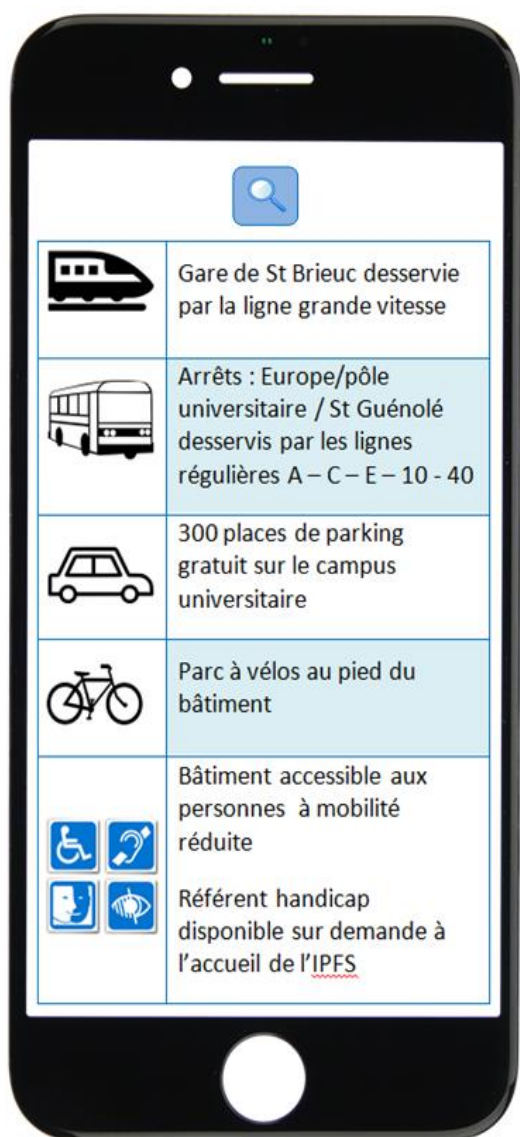 Gare de St Brieuc desservie
par la ligne grande vitesse
Arrêts : Europe/pôle
universitaire / St Guénolé
desservis par les lignes
régulières A – C – E – 10 - 40
300 places de parking
gratuit sur le campus
universitaire
Parc à vélos au pied du
bâtiment
Bâtiment accessible aux
personnes à mobilité
réduite
Référent handicap
disponible sur demande à
l’accueil de l’IPFS